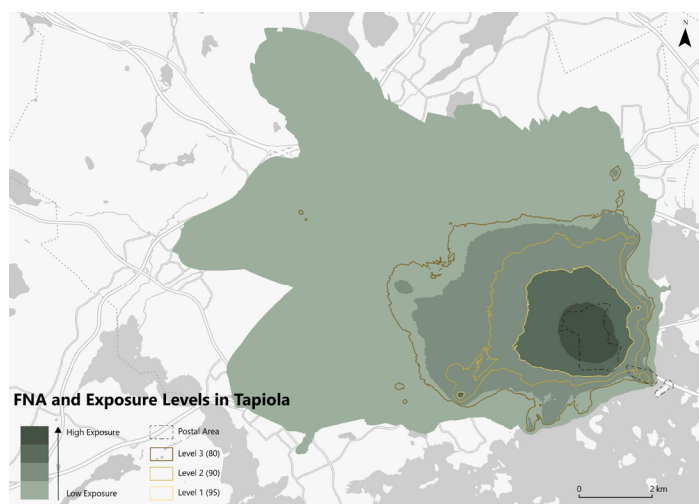 N
FNA and Exposure Levels in Tapiola
High Exposure
Low Exposure
Postal Area
Level 3 (80)
Level 2 (90)
Level 1 (95)
0 2 km